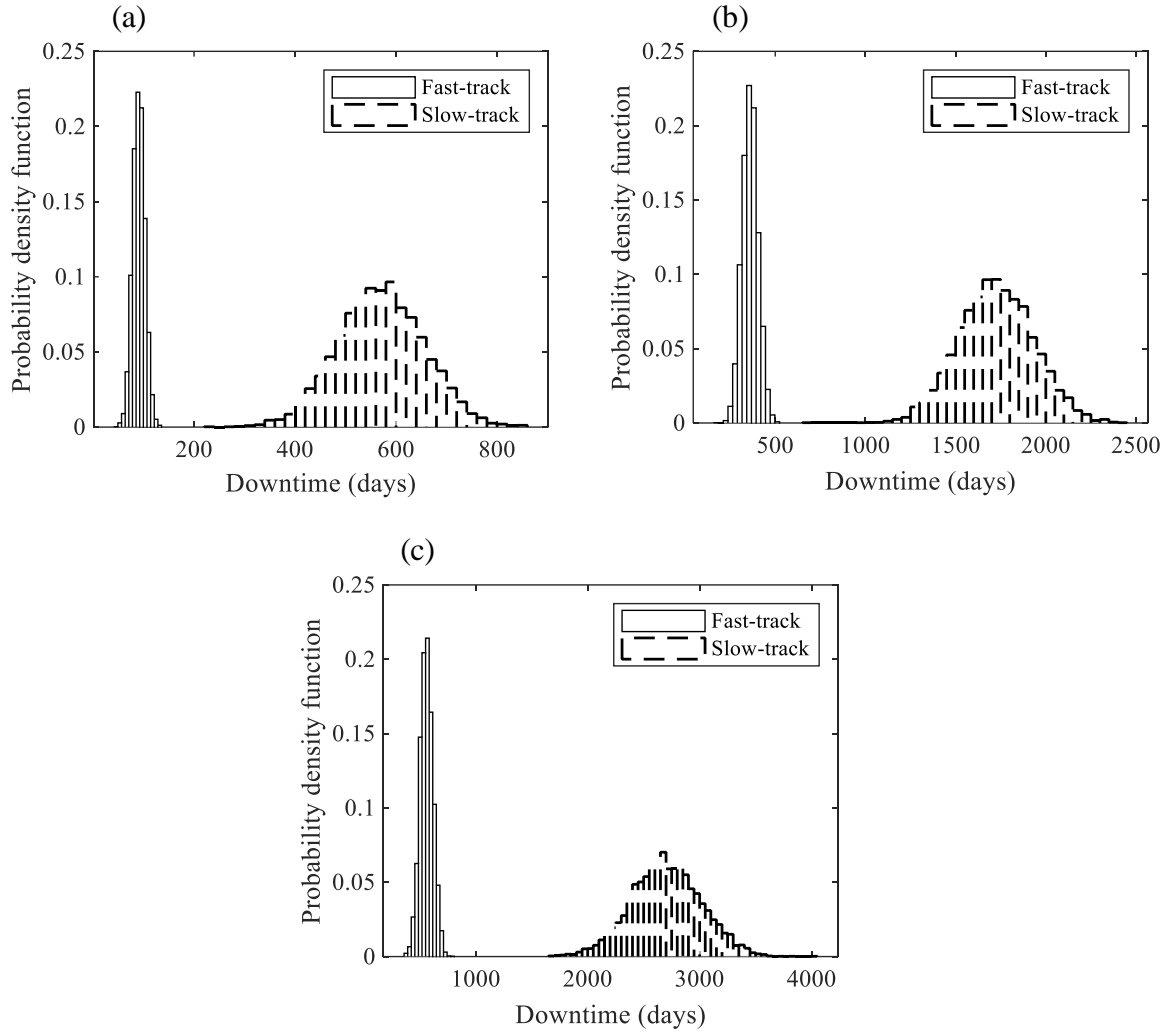 (a)
0.25
0.2
0.15
0.1
0.05
0
Probability density function
Fast-track
Slow-track
200
400
600
800
Downtime (days)
(b)
0.25
0.2
0.15
0.1
0.05
0
Probability density function
Fast-track
Slow-track
500
1000
1500
2000
2500
Downtime (days)
(c)
0.25
0.2
0.15
0.1
0.05
0
Probability density function
Fast-track
Slow-track
1000
2000
3000
4000
Downtime (days)